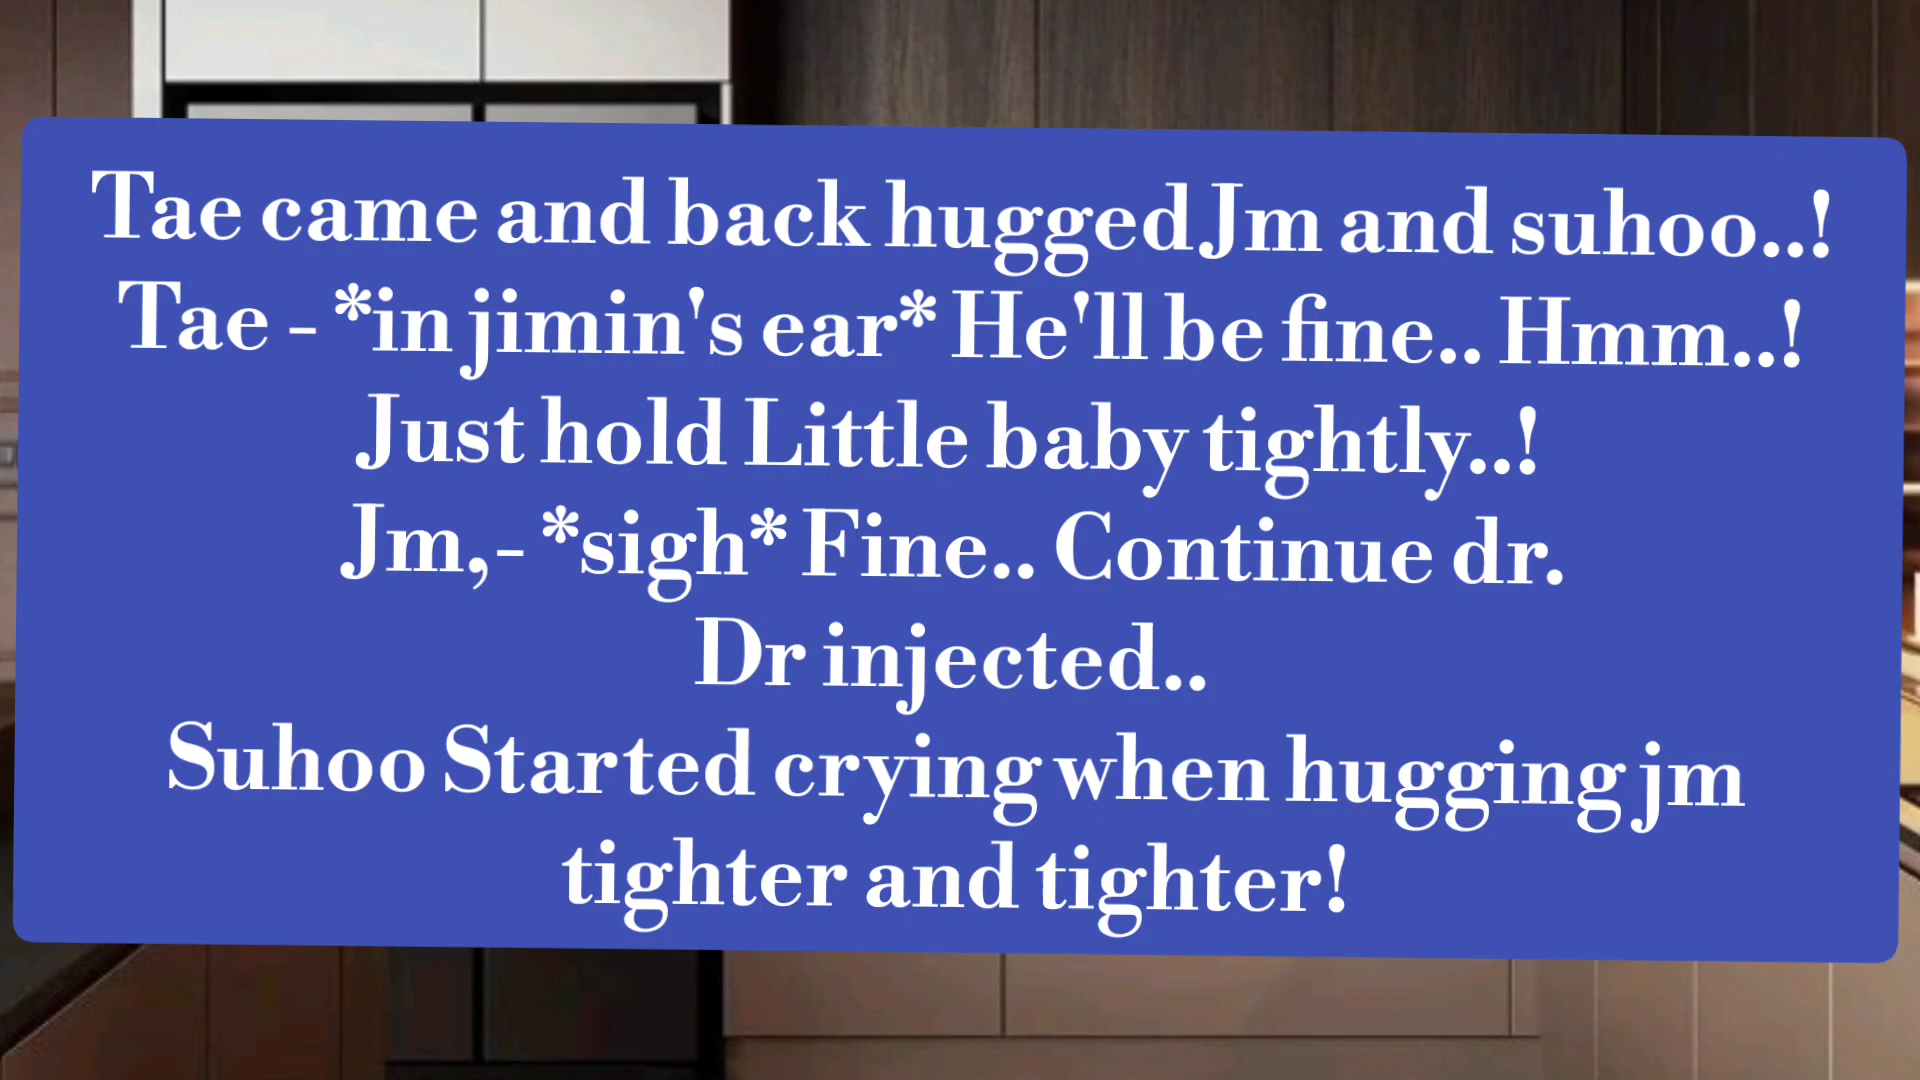 Tae came and back hugged Jm and suhoo..!
Tae - *in jimin's ear* He'll be fine.. Hmm..!
Just hold Little baby tightly..!
Jm,- *sigh* Fine.. Continue dr.
Dr injected..
Suhoo Started crying when hugging jm
tighter and tighter!